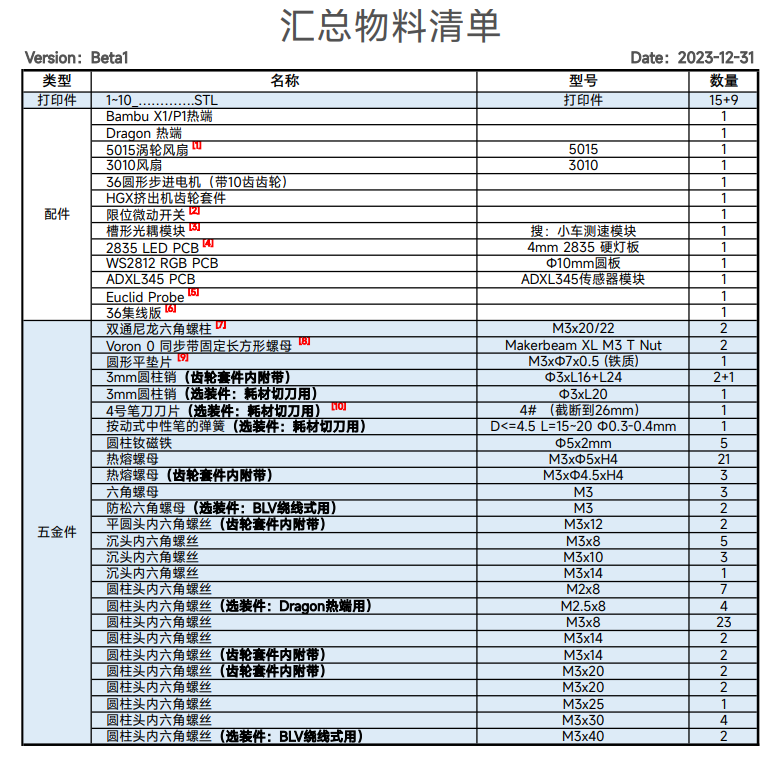 汇总物料清单
Version：Beta1 Date：2023-12-31
类型 名称 型号 数量
打印件 1~10_………….STL 打印件 15+9
配件
Bambu X1/P1热端 1
Dragon 热端 1
5015涡轮风扇 [1] 5015 1
3010风扇 3010 1
36圆形步进电机（带10齿齿轮） 1
HGX挤出机齿轮套件 1
限位微动开关 [2] 1
槽形光耦模块 [3] 搜：小车测速模块 1
2835 LED PCB [4] 4mm 2835 硬灯板 1
WS2812 RGB PCB Φ10mm圆板 1
ADXL345 PCB ADXL345传感器模块 1
Euclid Probe [5] 1
36集线版 [6] 1
五金件
双通尼龙六角螺柱 [7] M3x20/22 2
Voron 0 同步带固定长方形螺母 [8] Makerbeam XL M3 T Nut 2
圆形平垫片 [9] M3xΦ7x0.5 (铁质) 1
3mm圆柱销（齿轮套件内附带） Φ3xL16+L24 2+1
3mm圆柱销（选装件：耗材切刀用） Φ3xL20 1
4号笔刀刀片（选装件：耗材切刀用） [10] 4# （截断到26mm) 1
按动式中性笔的弹簧（选装件：耗材切刀用） D<=4.5 L=15~20 Φ0.3-0.4mm 1
圆柱钕磁铁 Φ5x2mm 5
热熔螺母 M3xΦ5xH4 21
热熔螺母（齿轮套件内附带） M3xΦ4.5xH4 3
六角螺母 M3 3
防松六角螺母（选装件：BLV绕线式用） M3 2
平圆头内六角螺丝（齿轮套件内附带） M3x12 2
沉头内六角螺丝 M3x8 5
沉头内六角螺丝 M3x10 3
沉头内六角螺丝 M3x14 1
圆柱头内六角螺丝 M2x8 7
圆柱头内六角螺丝（选装件：Dragon热端用） M2.5x8 4
圆柱头内六角螺丝 M3x8 23
圆柱头内六角螺丝 M3x14 2
圆柱头内六角螺丝（齿轮套件内附带） M3x14 2
圆柱头内六角螺丝（齿轮套件内附带） M3x20 2
圆柱头内六角螺丝 M3x20 2
圆柱头内六角螺丝 M3x25 1
圆柱头内六角螺丝 M3x30 4
圆柱头内六角螺丝（选装件：BLV绕线式用） M3x40 2